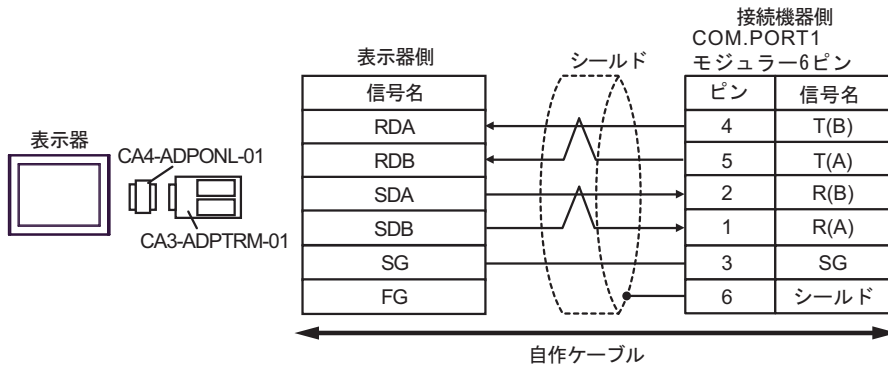 接続機器側
COM.PORT1
モジュラー6ピン
表示器側
シールド
信号名
ピン 信号名
RDA 4 T(B)
RDB 5 T(A)
SDA 2 R(B)
SDB 1 R(A)
SG 3 SG
FG 6 シールド
表示器
CA4-ADPONL-01
CA3-ADPTRM-01
自作ケーブル